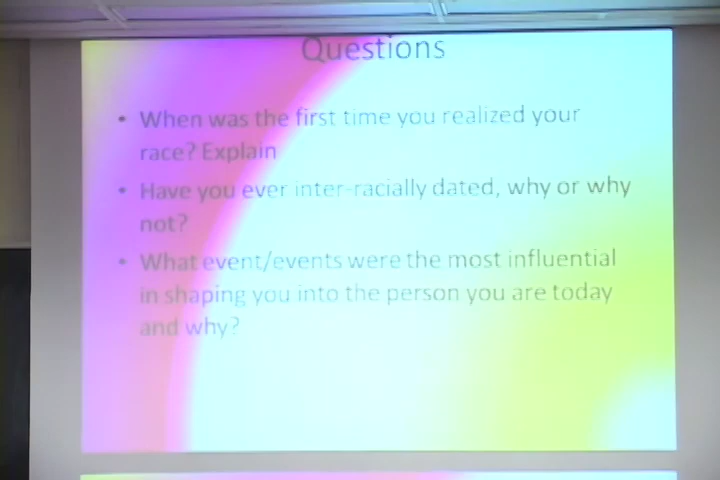 Questions
• When was the first time you realized your
race? Explain
• Have you ever inter-racially dated, why or why
not?
• What event/events were the most influential
in shaping you into the person you are today
and why?